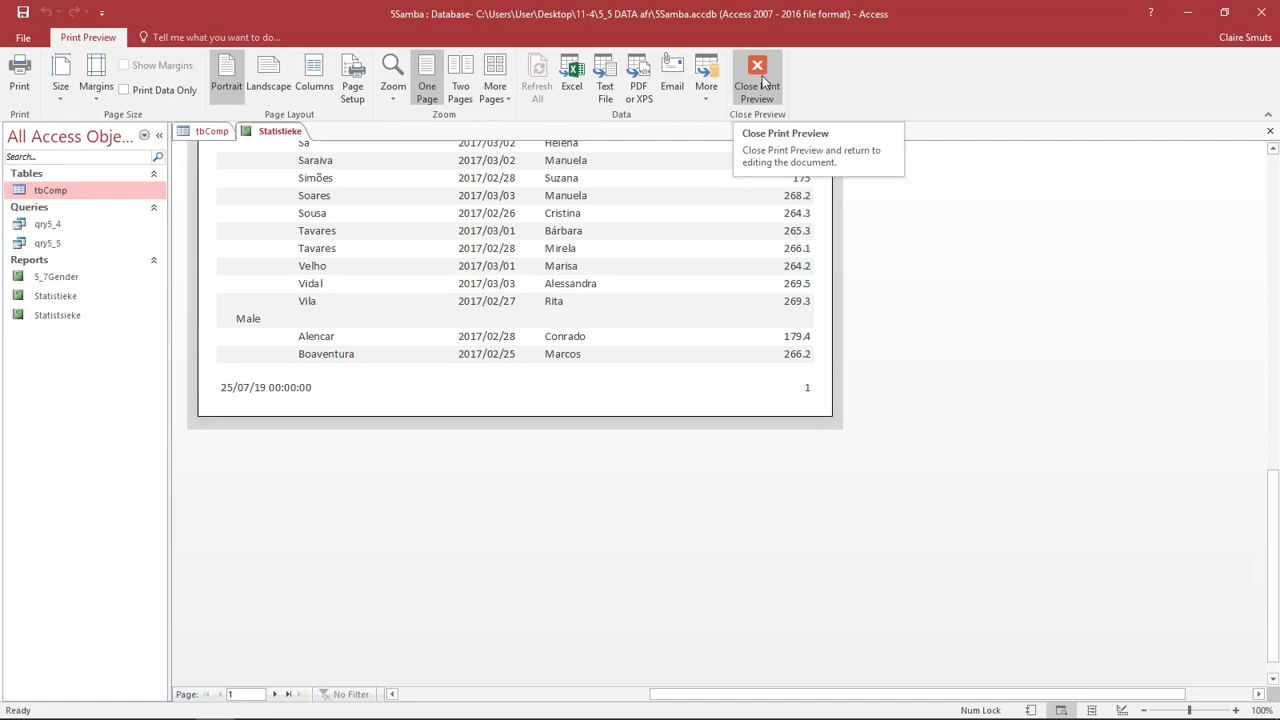 5Samba : Database- C:\Users\User\Desktop\11-4\5_5 DATA afr\5Samba.accdb (Access 2007 - 2016 file format) - Access
?
File
Print Preview
Tell me what you want to do...
Claire Smuts
Print
Size
Margins
Show Margins
Print Data Only
Portrait
Landscape
Columns
Page Setup
Zoom
One Page
Two Pages
More Pages
Refresh All
Excel
Text File
PDF or XPS
Email
More
Close Print Preview
Print
Page Size
Page Layout
Zoom
Data
Close Preview
All Access Obje...
Search...
Tables
tbComp
Queries
qry5_4
qry5_5
Reports
5_7Gender
Statistieke
Statistsieke
tbComp
Statistieke
Close Print Preview
Close Print Preview and return to
editing the document.
Sá 2017/03/02 Helena
Saraiva 2017/03/02 Manuela
Simões 2017/02/28 Suzana 175
Soares 2017/03/03 Manuela 268.2
Sousa 2017/02/26 Cristina 264.3
Tavares 2017/03/01 Bárbara 265.3
Tavares 2017/02/28 Mirela 266.1
Velho 2017/03/01 Marisa 264.2
Vidal 2017/03/03 Alessandra 269.5
Vila 2017/02/27 Rita 269.3
Male
Alencar 2017/02/28 Conrado 179.4
Boaventura 2017/02/25 Marcos 266.2
25/07/19 00:00:00 1
Page: 1 No Filter
Ready
Num Lock
100%